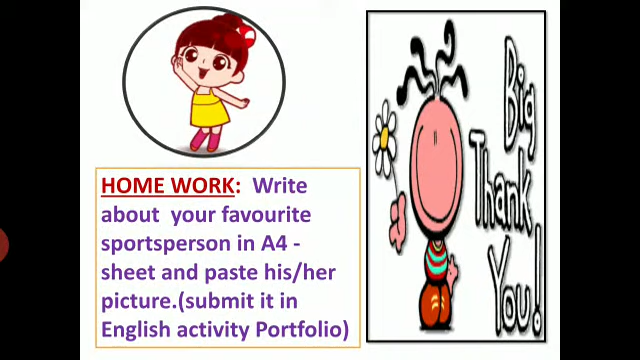 HOME WORK:  Write
about  your favourite
sportsperson in A4 -
sheet and paste his/her
picture.(submit it in
English activity Portfolio)
Big
Thank
You!